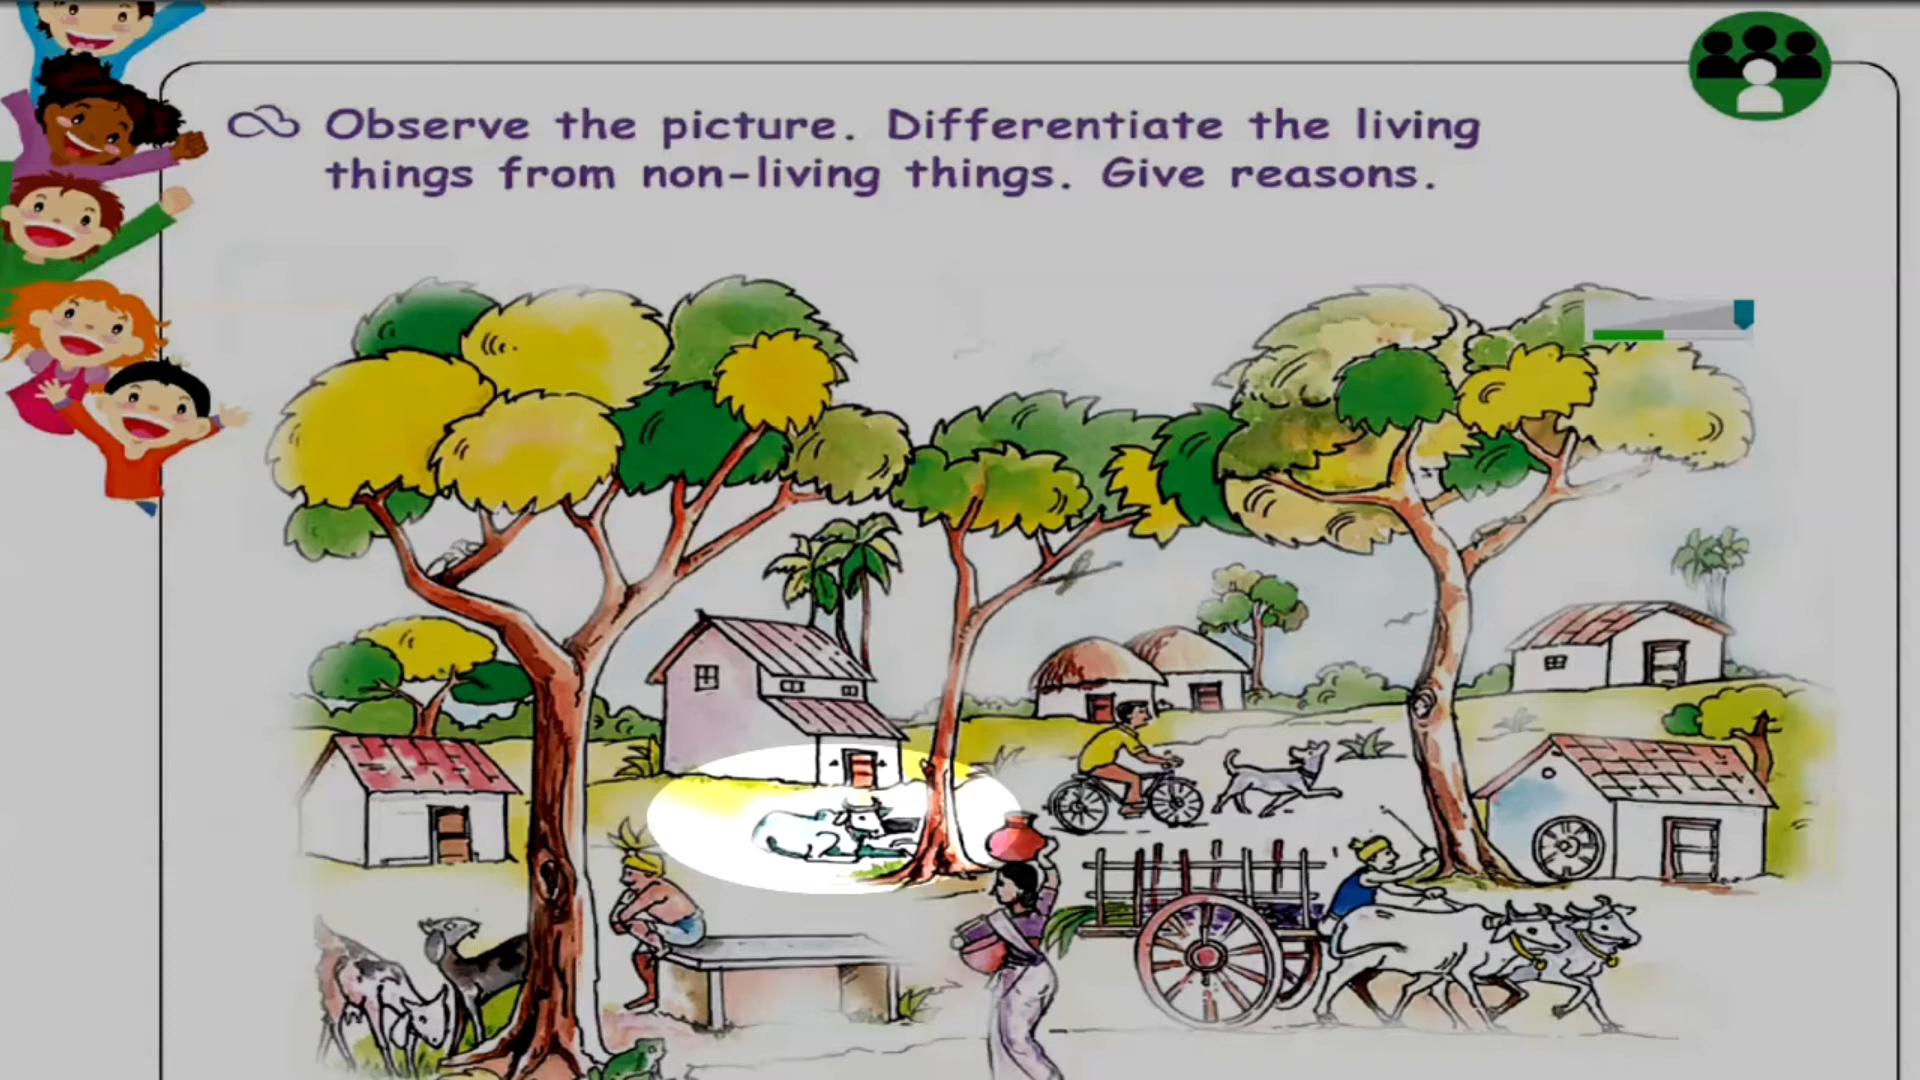 Observe the picture. Differentiate the living
things from non-living things. Give reasons.